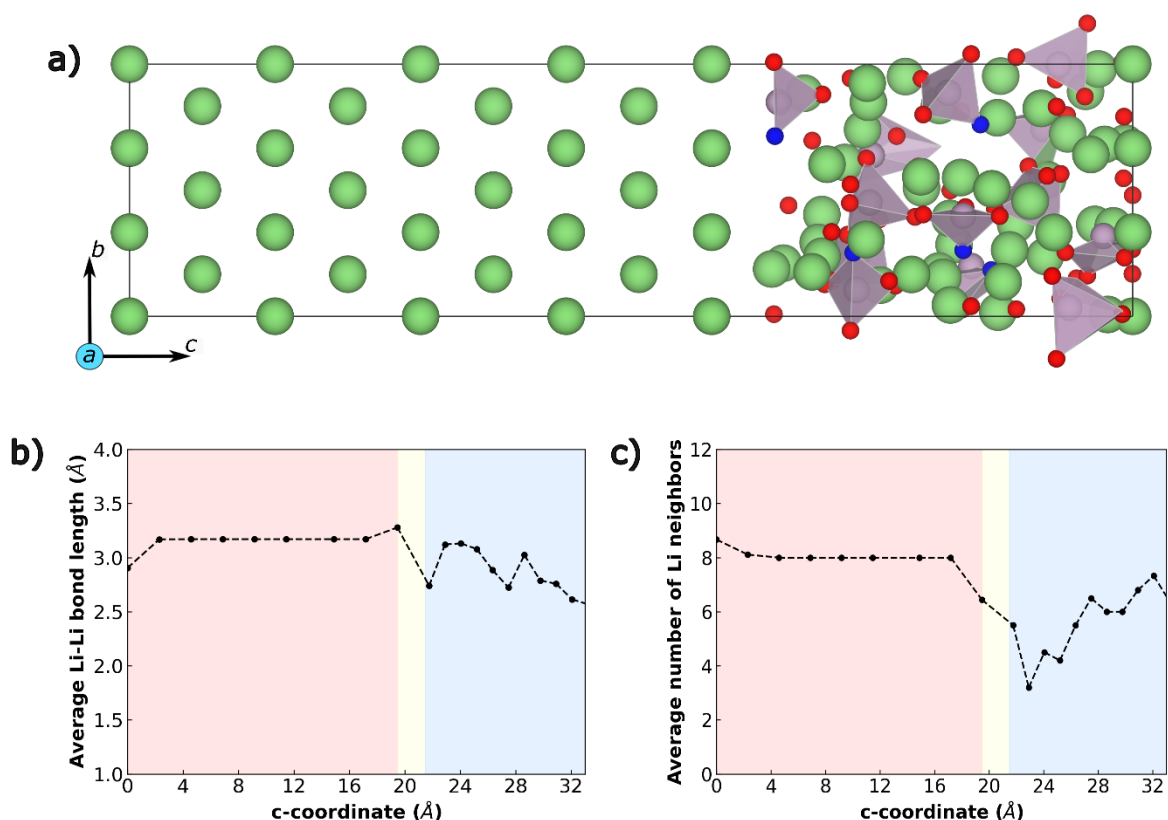 a)
b
a
c
b)
Average Li-Li bond length (Å)
4.0
3.5
3.0
2.5
2.0
1.5
1.0
0 4 8 12 16 20 24 28 32
c-coordinate (Å)
c)
Average number of Li neighbors
12
10
8
6
4
2
0
0 4 8 12 16 20 24 28 32
c-coordinate (Å)